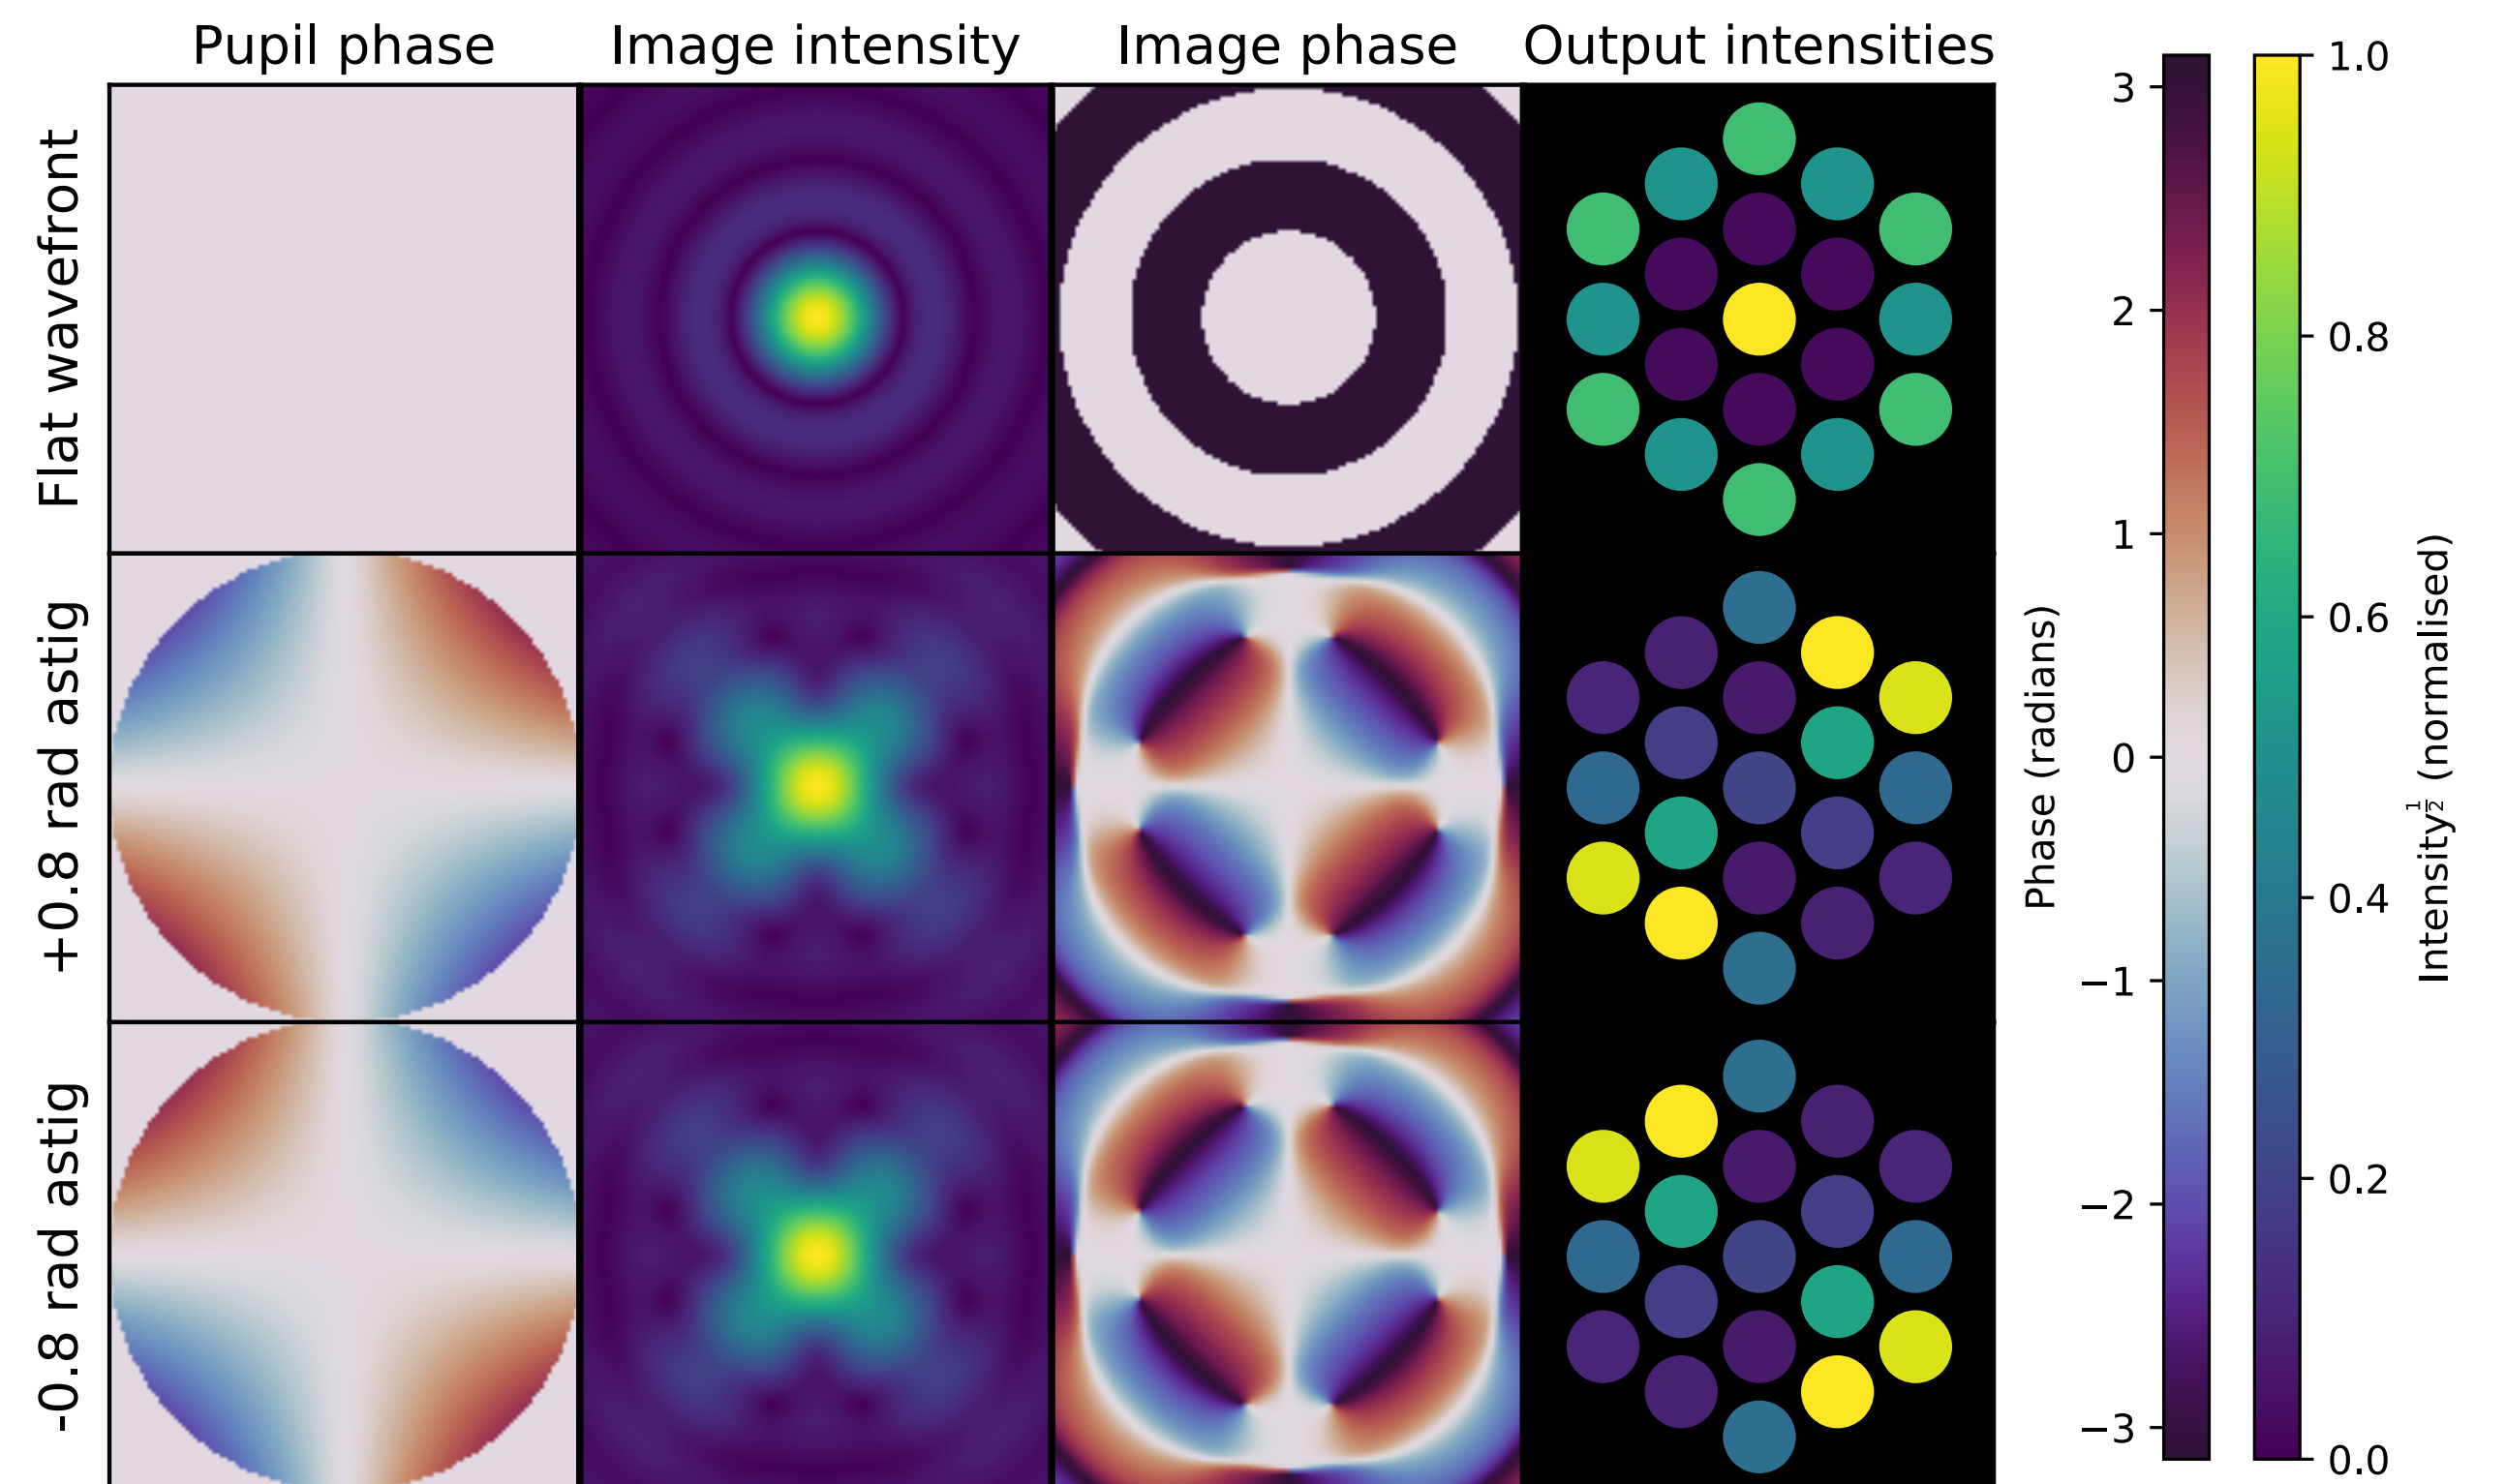 Pupil phase
Image intensity
Image phase
Output intensities
Flat wavefront
+0.8 rad astig
-0.8 rad astig
3
2
1
0
−1
−2
−3
Phase (radians)
1.0
0.8
0.6
0.4
0.2
0.0
Intensity^{1/2} (normalised)